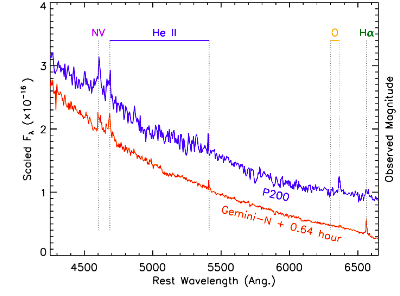 NV He II O Hα
4
3
2
1
0
Scaled Fλ (×10⁻¹⁶)
Observed Magnitude
P200
Gemini-N + 0.64 hour
4500 5000 5500 6000 6500
Rest Wavelength (Ang.)